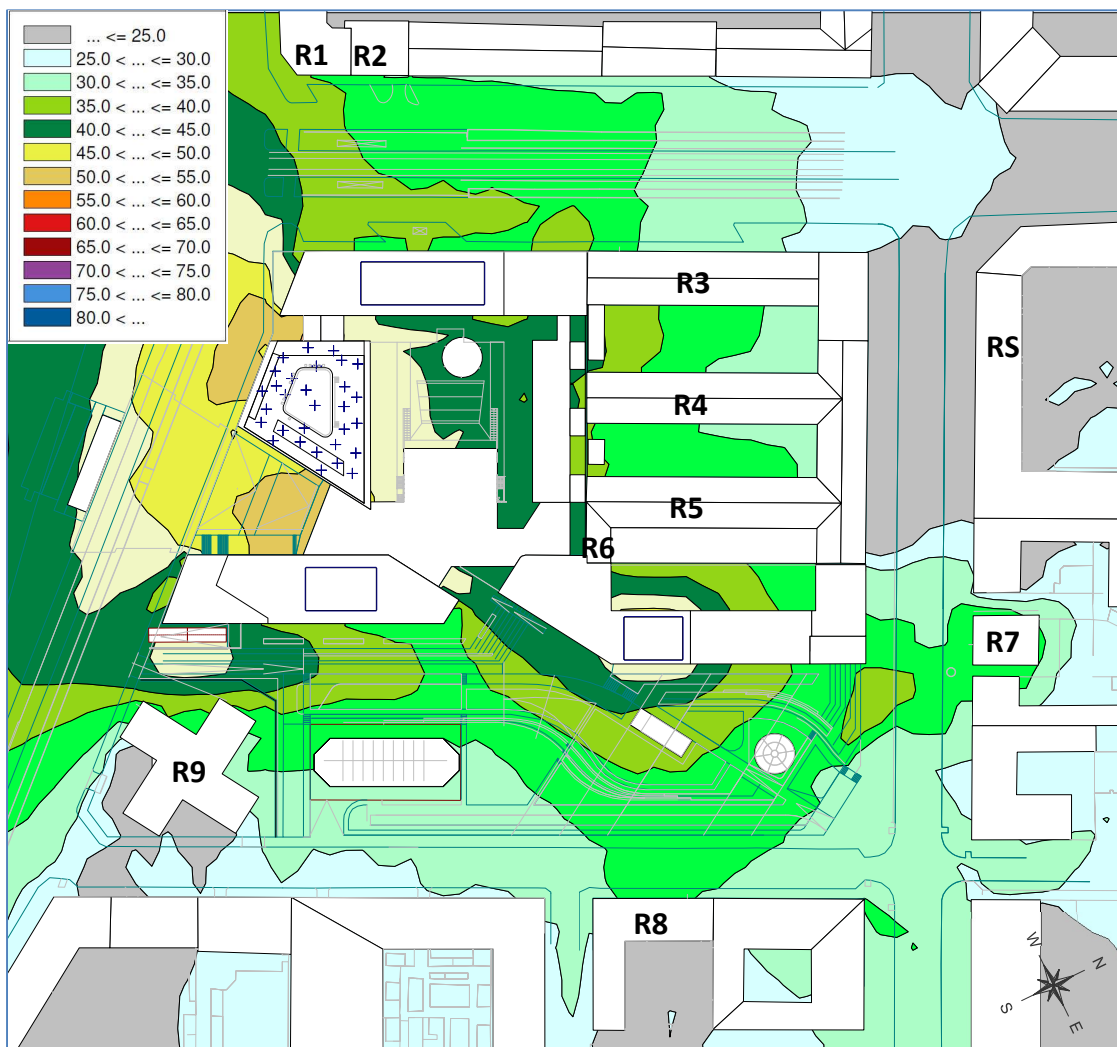 ... <= 25.0
25.0 < ... <= 30.0
30.0 < ... <= 35.0
35.0 < ... <= 40.0
40.0 < ... <= 45.0
45.0 < ... <= 50.0
50.0 < ... <= 55.0
55.0 < ... <= 60.0
60.0 < ... <= 65.0
65.0 < ... <= 70.0
70.0 < ... <= 75.0
75.0 < ... <= 80.0
80.0 < ...
R1 R2
R3
RS
R4
R5
R6
R7
R9
R8
W N
S E